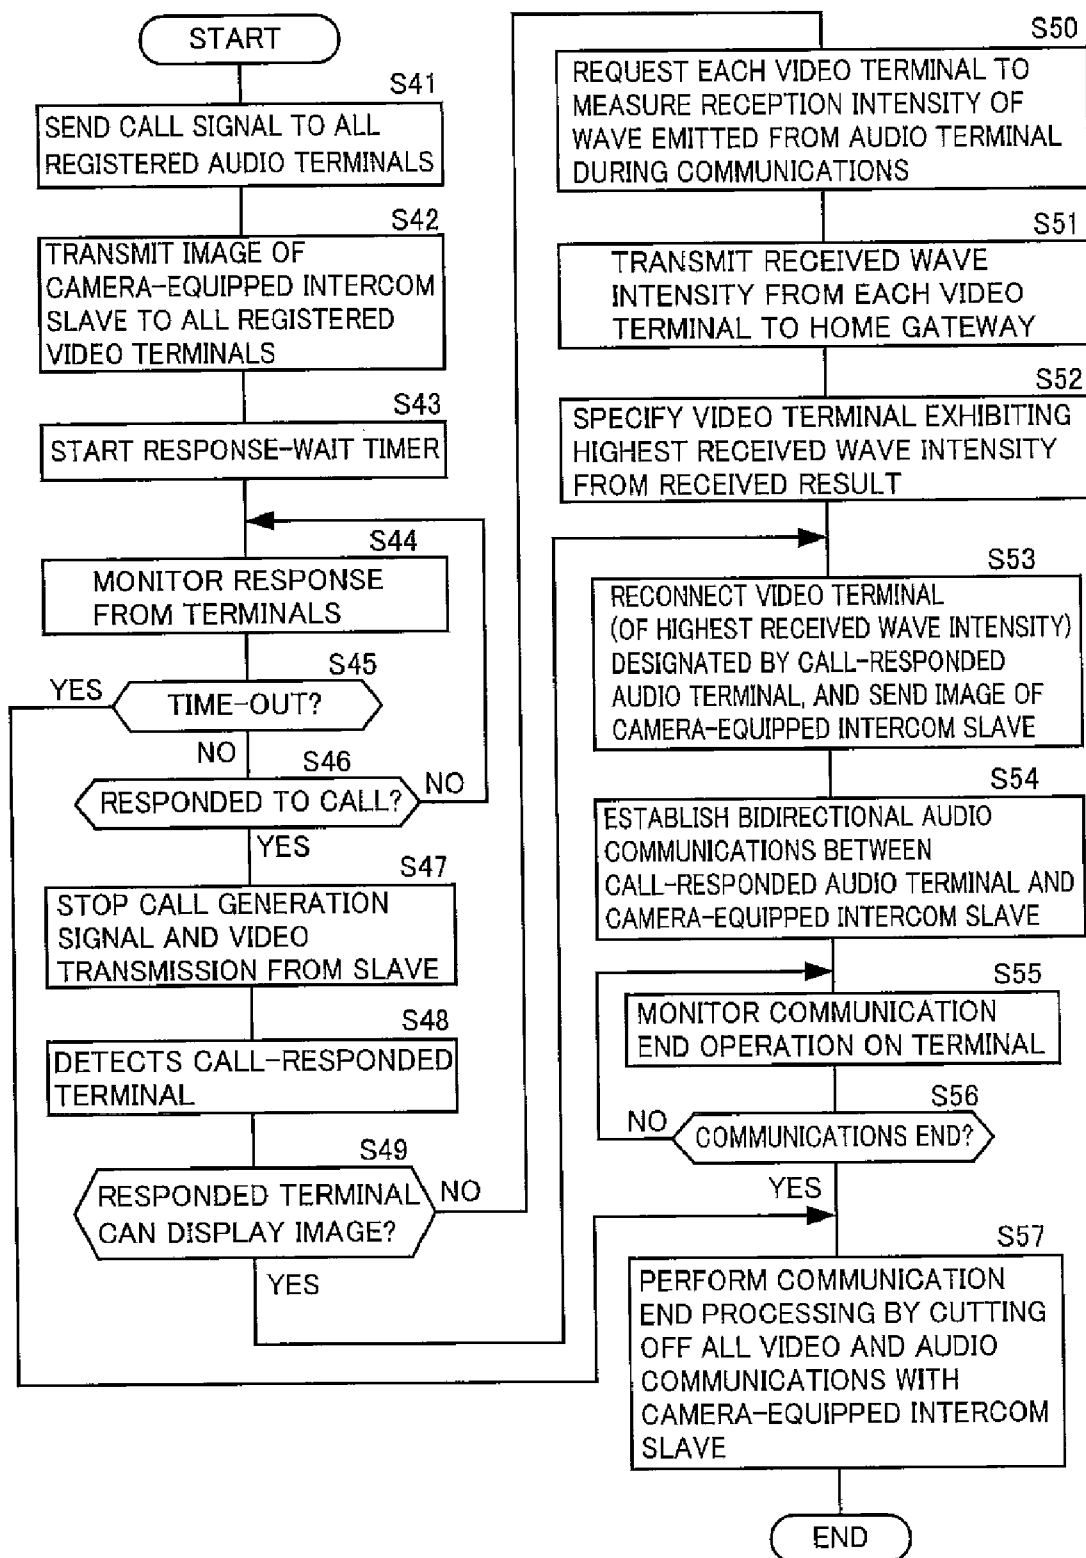 START
S41
SEND CALL SIGNAL TO ALL
REGISTERED AUDIO TERMINALS
S42
TRANSMIT IMAGE OF
CAMERA-EQUIPPED INTERCOM
SLAVE TO ALL REGISTERED
VIDEO TERMINALS
S43
START RESPONSE-WAIT TIMER
S44
MONITOR RESPONSE
FROM TERMINALS
S45
YES
TIME-OUT?
NO
S46
RESPONDED TO CALL?
NO
YES
S47
STOP CALL GENERATION
SIGNAL AND VIDEO
TRANSMISSION FROM SLAVE
S48
DETECTS CALL-RESPONDED
TERMINAL
S49
RESPONDED TERMINAL
CAN DISPLAY IMAGE?
NO
YES
S50
REQUEST EACH VIDEO TERMINAL TO
MEASURE RECEPTION INTENSITY OF
WAVE EMITTED FROM AUDIO TERMINAL
DURING COMMUNICATIONS
S51
TRANSMIT RECEIVED WAVE
INTENSITY FROM EACH VIDEO
TERMINAL TO HOME GATEWAY
S52
SPECIFY VIDEO TERMINAL EXHIBITING
HIGHEST RECEIVED WAVE INTENSITY
FROM RECEIVED RESULT
S53
RECONNECT VIDEO TERMINAL
(OF HIGHEST RECEIVED WAVE INTENSITY)
DESIGNATED BY CALL-RESPONDED
AUDIO TERMINAL, AND SEND IMAGE OF
CAMERA-EQUIPPED INTERCOM SLAVE
S54
ESTABLISH BIDIRECTIONAL AUDIO
COMMUNICATIONS BETWEEN
CALL-RESPONDED AUDIO TERMINAL AND
CAMERA-EQUIPPED INTERCOM SLAVE
S55
MONITOR COMMUNICATION
END OPERATION ON TERMINAL
S56
NO
COMMUNICATIONS END?
YES
S57
PERFORM COMMUNICATION
END PROCESSING BY CUTTING
OFF ALL VIDEO AND AUDIO
COMMUNICATIONS WITH
CAMERA-EQUIPPED INTERCOM
SLAVE
END